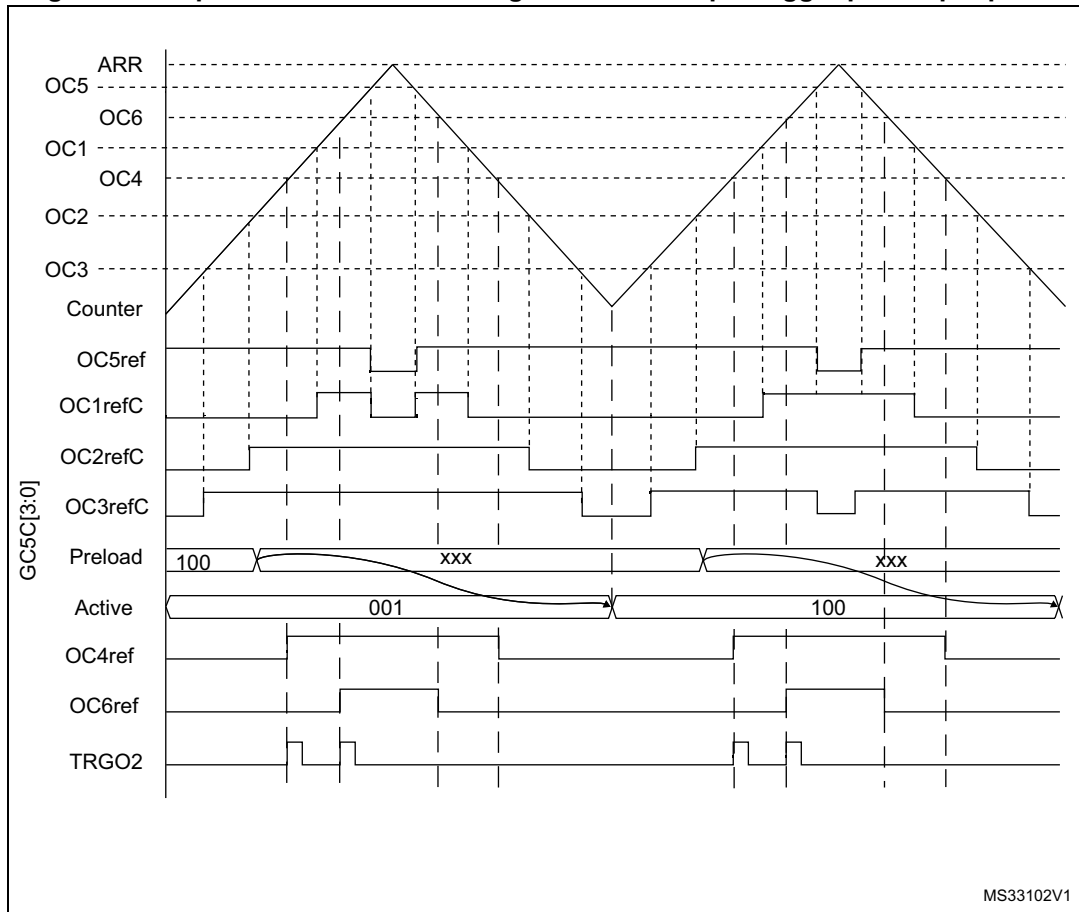 ARR
OC5
OC6
OC1
OC4
OC2
OC3
Counter
OC5ref
OC1refC
OC2refC
OC3refC
GC5C[3:0]
Preload 100 xxx xxx
Active 001 100
OC4ref
OC6ref
TRGO2
MS33102V1